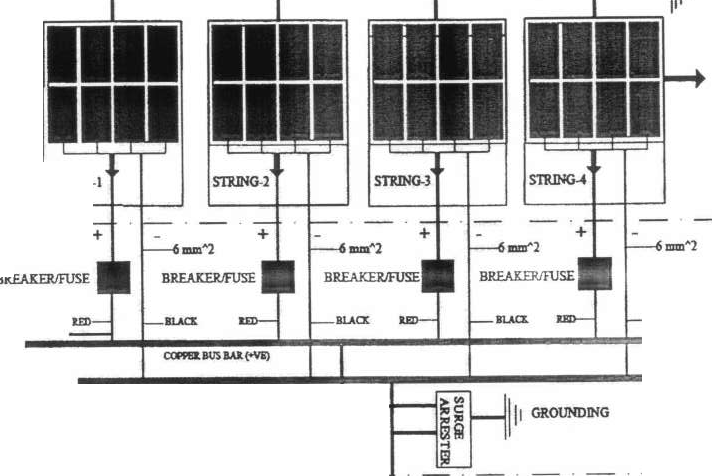 -1
STRING-2
STRING-3
STRING-4
+ - + - + - + -
6 mm^2
6 mm^2
6 mm^2
6 mm^2
BREAKER/FUSE
BREAKER/FUSE
BREAKER/FUSE
BREAKER/FUSE
RED
BLACK
RED
BLACK
RED
BLACK
RED
COPPER BUS BAR (+VE)
SURGE
ARRESTER
GROUNDING